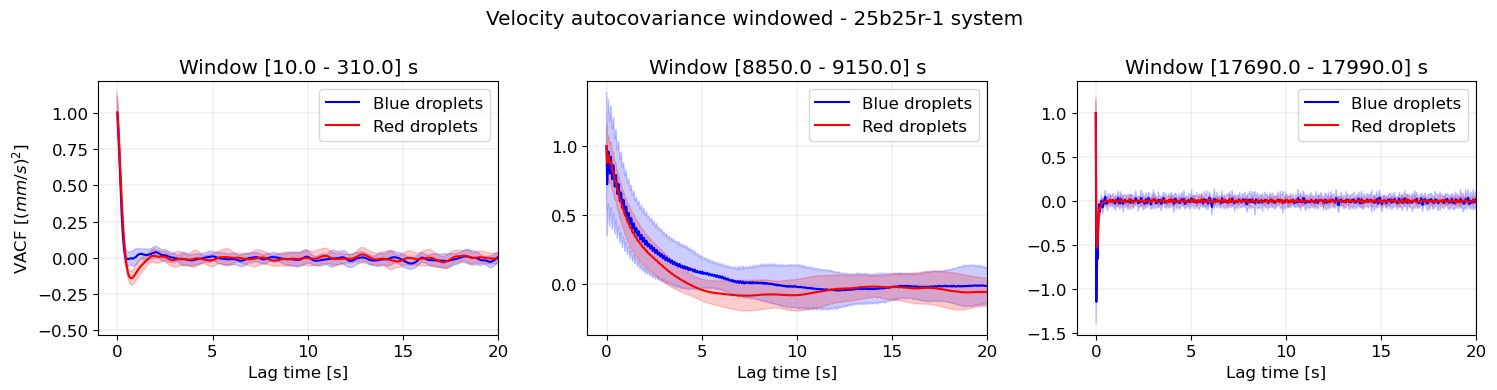 Velocity autocovariance windowed - 25b25r-1 system
Window [10.0 - 310.0] s
VACF [(mm/s)²]
1.00
0.75
0.50
0.25
0.00
−0.25
−0.50
0
5
10
15
20
Lag time [s]
Blue droplets
Red droplets
Window [8850.0 - 9150.0] s
1.0
0.5
0.0
0
5
10
15
20
Lag time [s]
Blue droplets
Red droplets
Window [17690.0 - 17990.0] s
1.0
0.5
0.0
−0.5
−1.0
−1.5
0
5
10
15
20
Lag time [s]
Blue droplets
Red droplets